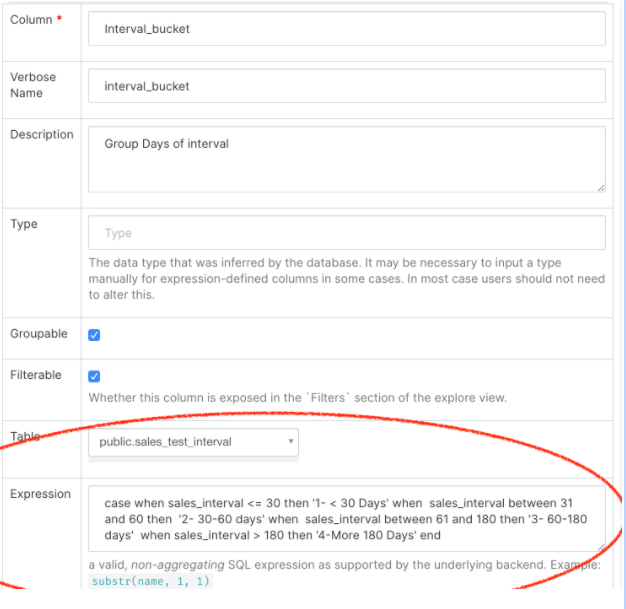 Column *
Interval_bucket
Verbose
Name
interval_bucket
Description
Group Days of interval
Type
Type
The data type that was inferred by the database. It may be necessary to input a type
manually for expression-defined columns in some cases. In most case users should not need
to alter this.
Groupable
Filterable
Whether this column is exposed in the `Filters` section of the explore view.
Table
public.sales_test_interval
Expression
case when sales_interval <= 30 then '1- < 30 Days' when  sales_interval between 31
and 60 then  '2- 30-60 days' when  sales_interval between 61 and 180 then '3- 60-180
days'  when sales_interval > 180 then '4-More 180 Days' end
a valid, non-aggregating SQL expression as supported by the underlying backend. Example:
substr(name, 1, 1)